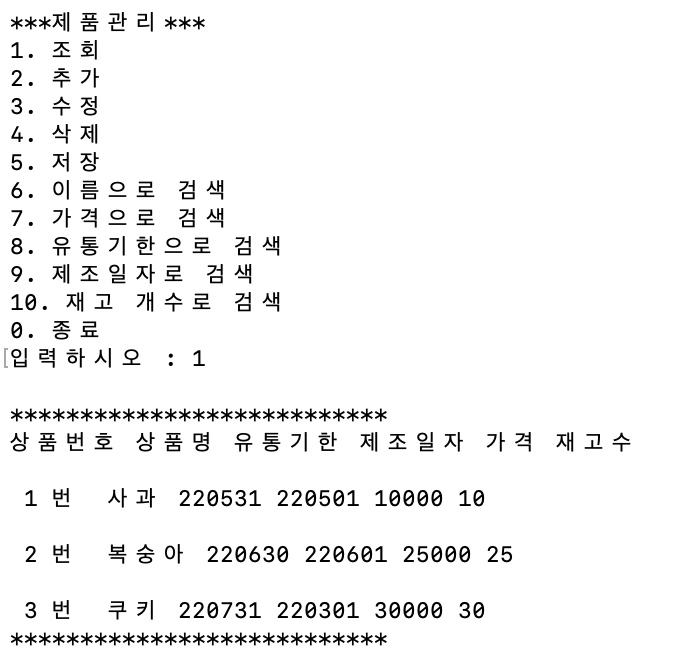 ***제품관리***
1. 조회
2. 추가
3. 수정
4. 삭제
5. 저장
6. 이름으로 검색
7. 가격으로 검색
8. 유통기한으로 검색
9. 제조일자로 검색
10. 재고 개수로 검색
0. 종료
[입력하시오 : 1
***************************
상품번호 상품명 유통기한 제조일자 가격 재고수
1 번 사과 220531 220501 10000 10
2 번 복숭아 220630 220601 25000 25
3 번 쿠키 220731 220301 30000 30
***************************